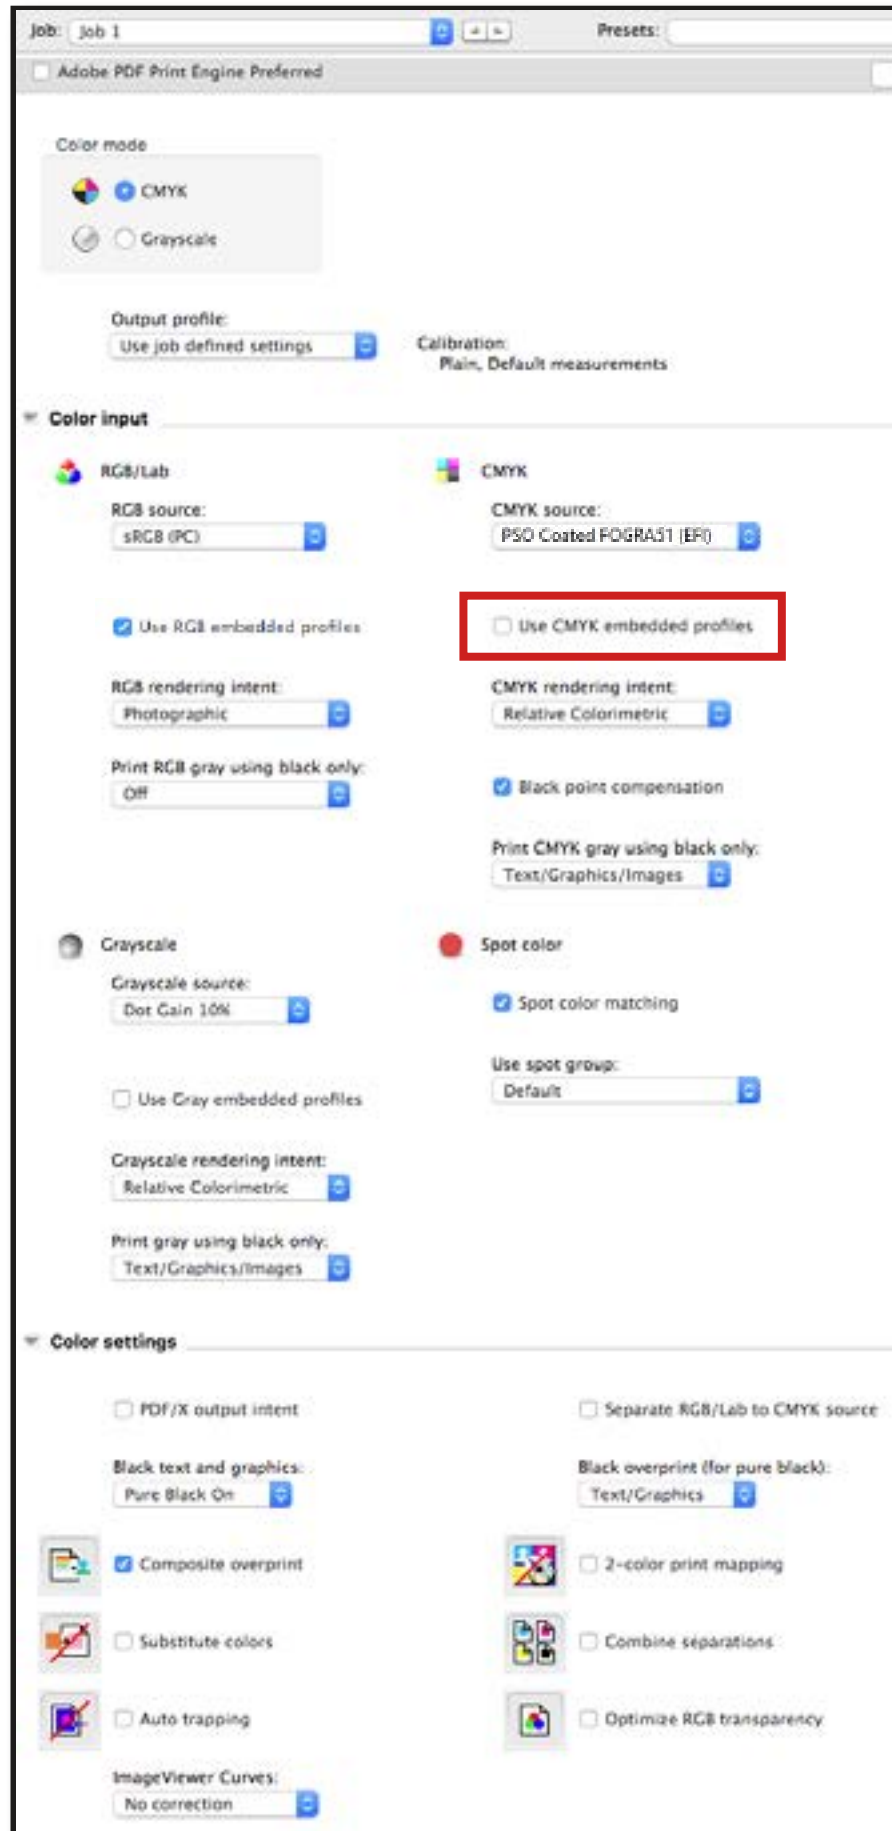 Job: Job 1 Presets:
Adobe PDF Print Engine Preferred
Color mode
CMYK
Grayscale
Output profile:
Use job defined settings
Calibration:
Plain, Default measurements
Color input
RGB/Lab
RGB source:
sRGB (PC)
Use RGB embedded profiles
RGB rendering intent:
Photographic
Print RGB gray using black only:
Off
CMYK
CMYK source:
PSO Coated FOGRA51 (EFI)
Use CMYK embedded profiles
CMYK rendering intent:
Relative Colorimetric
Black point compensation
Print CMYK gray using black only:
Text/Graphics/Images
Grayscale
Grayscale source:
Dot Gain 10%
Use Gray embedded profiles
Grayscale rendering intent:
Relative Colorimetric
Print gray using black only:
Text/Graphics/Images
Spot color
Spot color matching
Use spot group:
Default
Color settings
PDF/X output intent
Separate RGB/Lab to CMYK source
Black text and graphics:
Pure Black On
Black overprint (for pure black):
Text/Graphics
Composite overprint
2-color print mapping
Substitute colors
Combine separations
Auto trapping
Optimize RGB transparency
ImageViewer Curves:
No correction